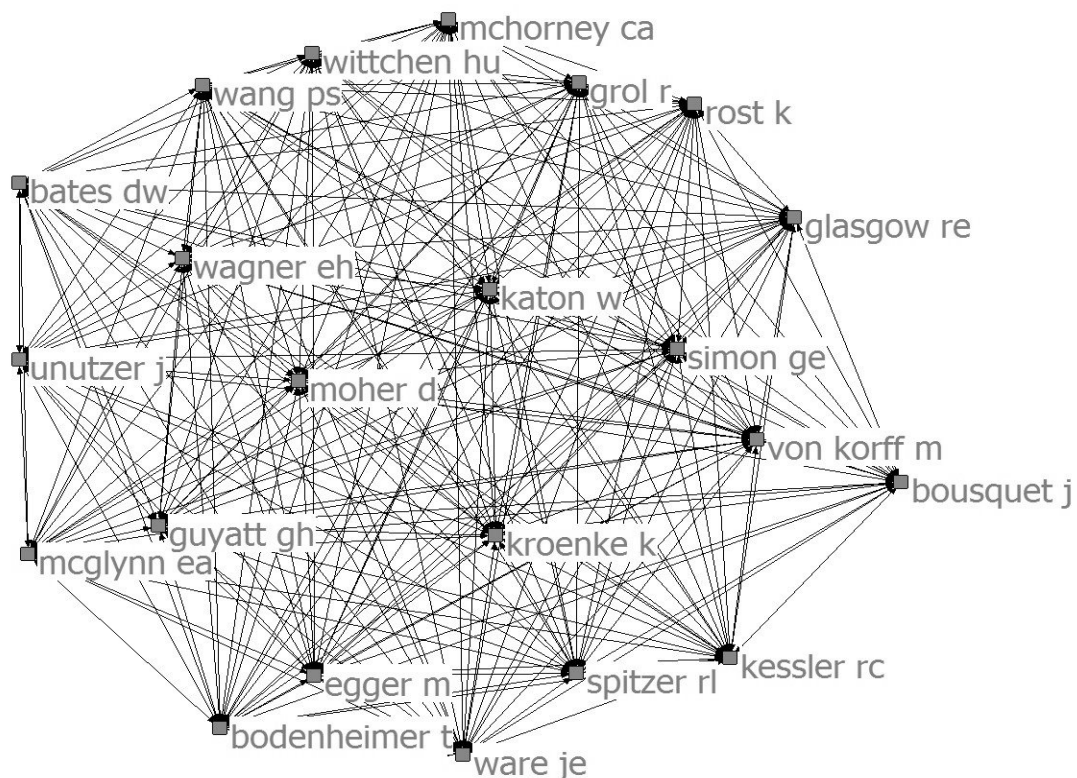 mchorney ca
wittchen hu
wang ps
grol r
rost k
bates dw
glasgow re
wagner eh
katon w
unutzer j
simon ge
moher d
von korff m
bousquet j
guyatt gh
kroenke k
mcglynn ea
egger m
spitzer rl
kessler rc
bodenheimer t
ware je